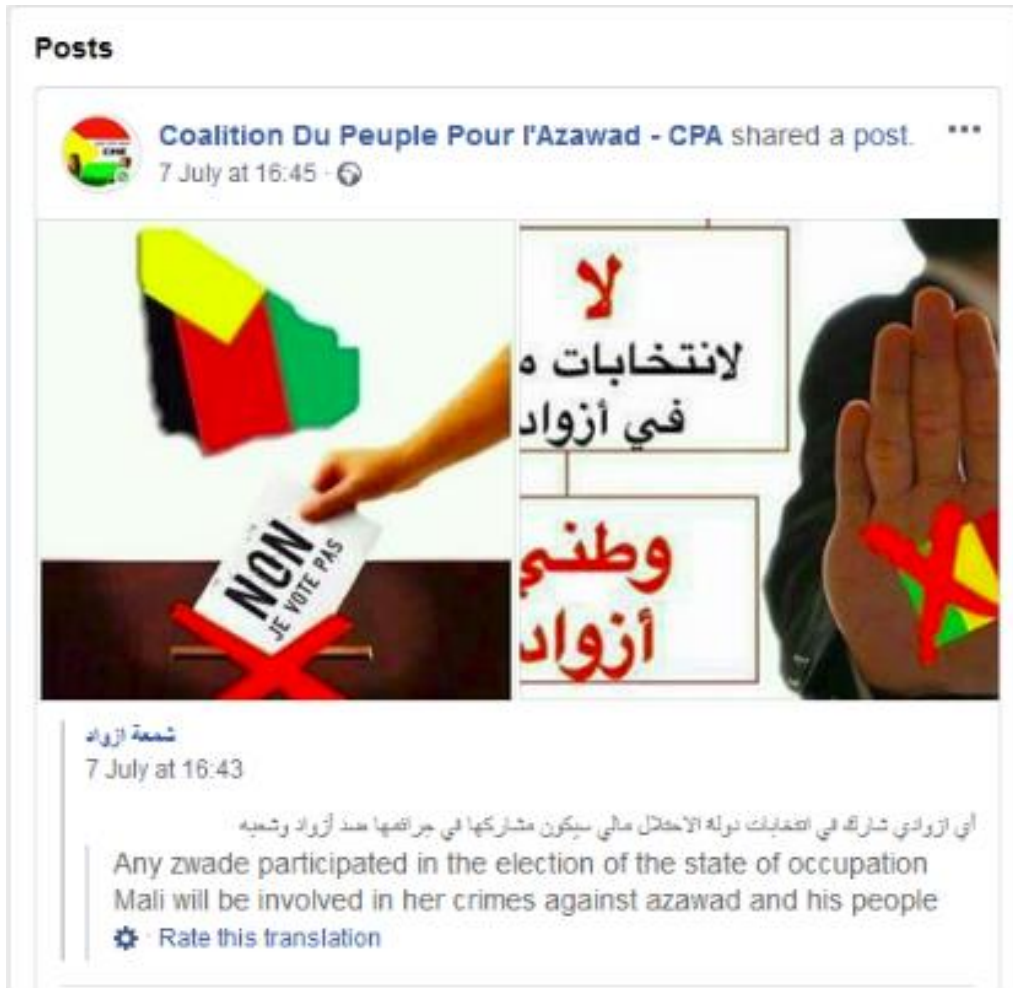 Posts
Coalition Du Peuple Pour l'Azawad - CPA shared a post.
7 July at 16:45
NON
JE VOTE PAS
لا
لانتخابات
في أزواد
وطني
أزواد
شمعة ازواد
7 July at 16:43
أي ازوادي شارك في انتخابات دولة الاحتلال مالي سيكون مشاركها في جرائمها ضد أزواد وشعبه
Any zwade participated in the election of the state of occupation
Mali will be involved in her crimes against azawad and his people
Rate this translation